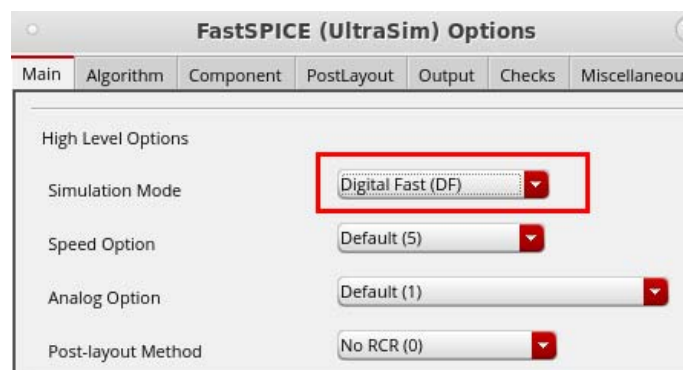 FastSPICE (UltraSim) Options
Main Algorithm Component PostLayout Output Checks Miscellaneou
High Level Options
Simulation Mode Digital Fast (DF)
Speed Option Default (5)
Analog Option Default (1)
Post-layout Method No RCR (0)